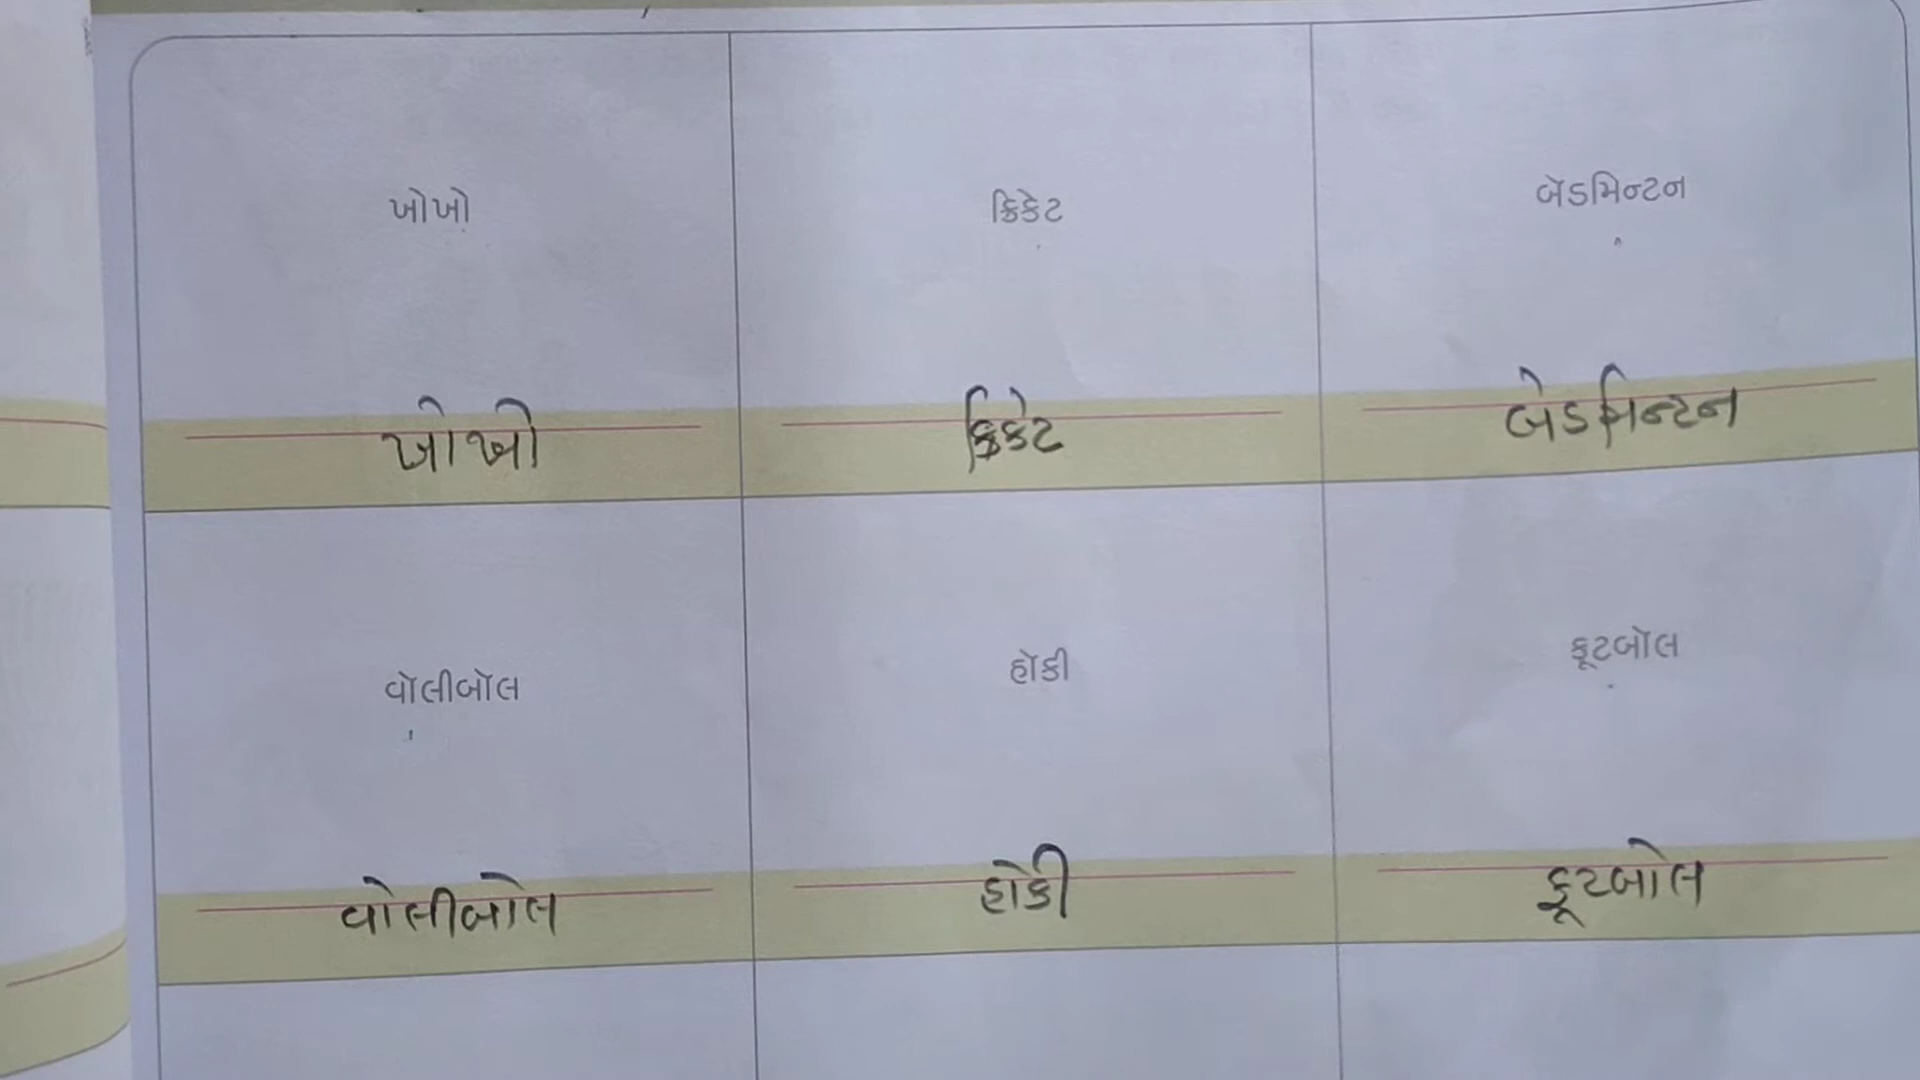 ખોખો
ક્રિકેટ
બૅડમિન્ટન
ખોખો
ક્રિકેટ
બેડમિન્ટન
વૉલીબૉલ
હૉકી
ફૂટબૉલ
વોલીબોલ
હોકી
ફૂટબોલ